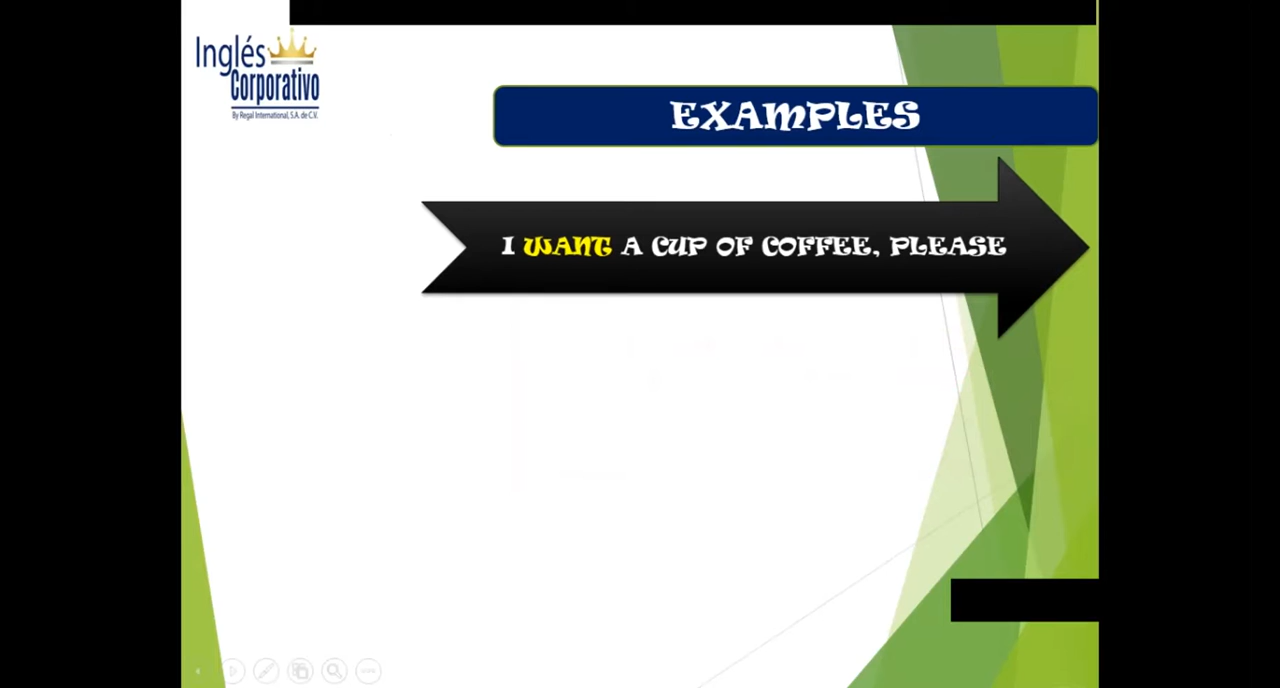 Inglés
Corporativo
By Regal International, S.A. de C.V.
EXAMPLES
I WANT A CUP OF COFFEE, PLEASE